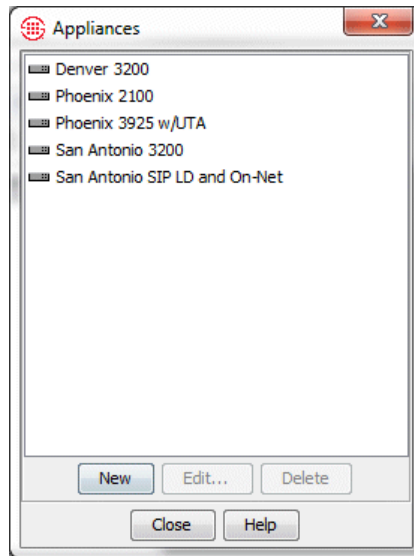 Appliances
Denver 3200
Phoenix 2100
Phoenix 3925 w/UTA
San Antonio 3200
San Antonio SIP LD and On-Net
New Edit... Delete
Close Help